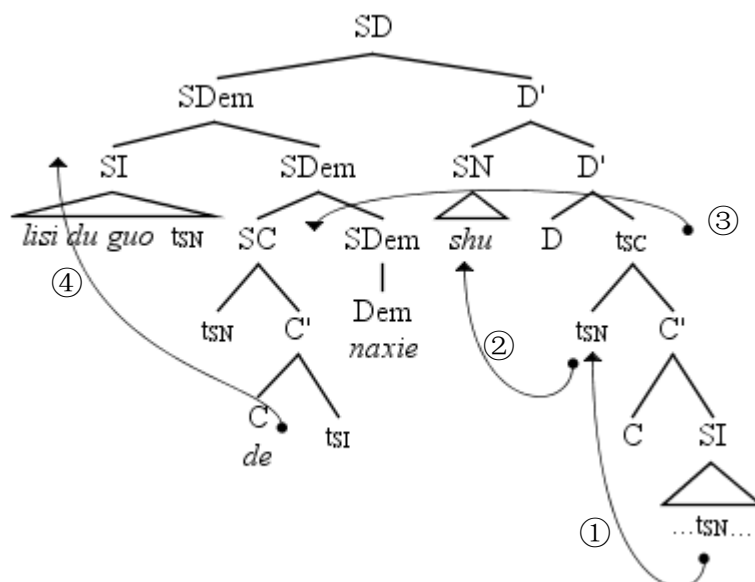 SD
SDem D'
SI SDem SN D'
lisi du guo tSN SC SDem shu D tSC ③
④ tSN C' Dem ② tSN C'
naxie
C tSI C SI
de
① ...tSN...